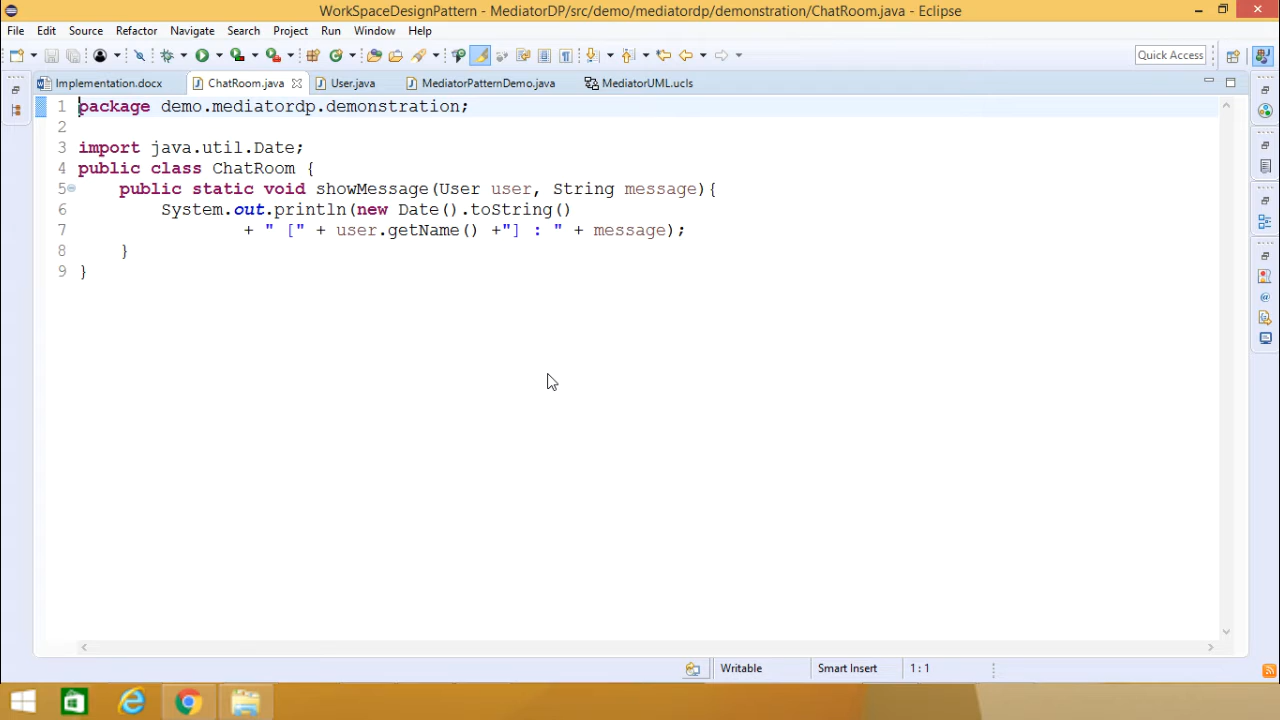 WorkSpaceDesignPattern - MediatorDP/src/demo/mediatordp/demonstration/ChatRoom.java - Eclipse
File Edit Source Refactor Navigate Search Project Run Window Help
Quick Access
Implementation.docx ChatRoom.java User.java MediatorPatternDemo.java MediatorUML.ucls
1 package demo.mediatordp.demonstration;
2
3 import java.util.Date;
4 public class ChatRoom {
5 public static void showMessage(User user, String message){
6 System.out.println(new Date().toString()
7 + " [" + user.getName() +"] : " + message);
8 }
9 }
Writable Smart Insert 1 : 1